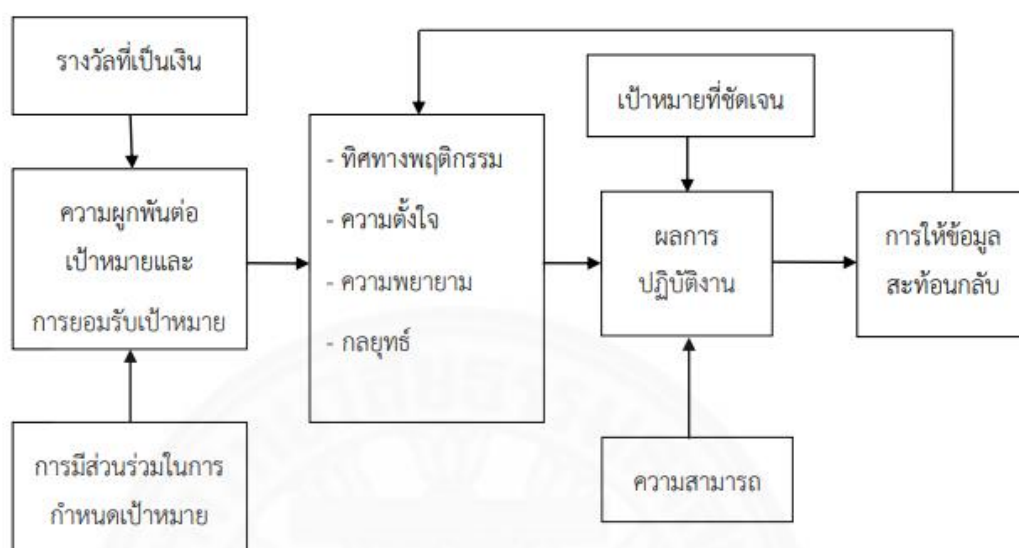 รางวัลที่เป็นเงิน
ความผูกพันต่อ
เป้าหมายและ
การยอมรับเป้าหมาย
การมีส่วนร่วมในการ
กำหนดเป้าหมาย
- ทิศทางพฤติกรรม
- ความตั้งใจ
- ความพยายาม
- กลยุทธ์
เป้าหมายที่ชัดเจน
ผลการ
ปฏิบัติงาน
ความสามารถ
การให้ข้อมูล
สะท้อนกลับ